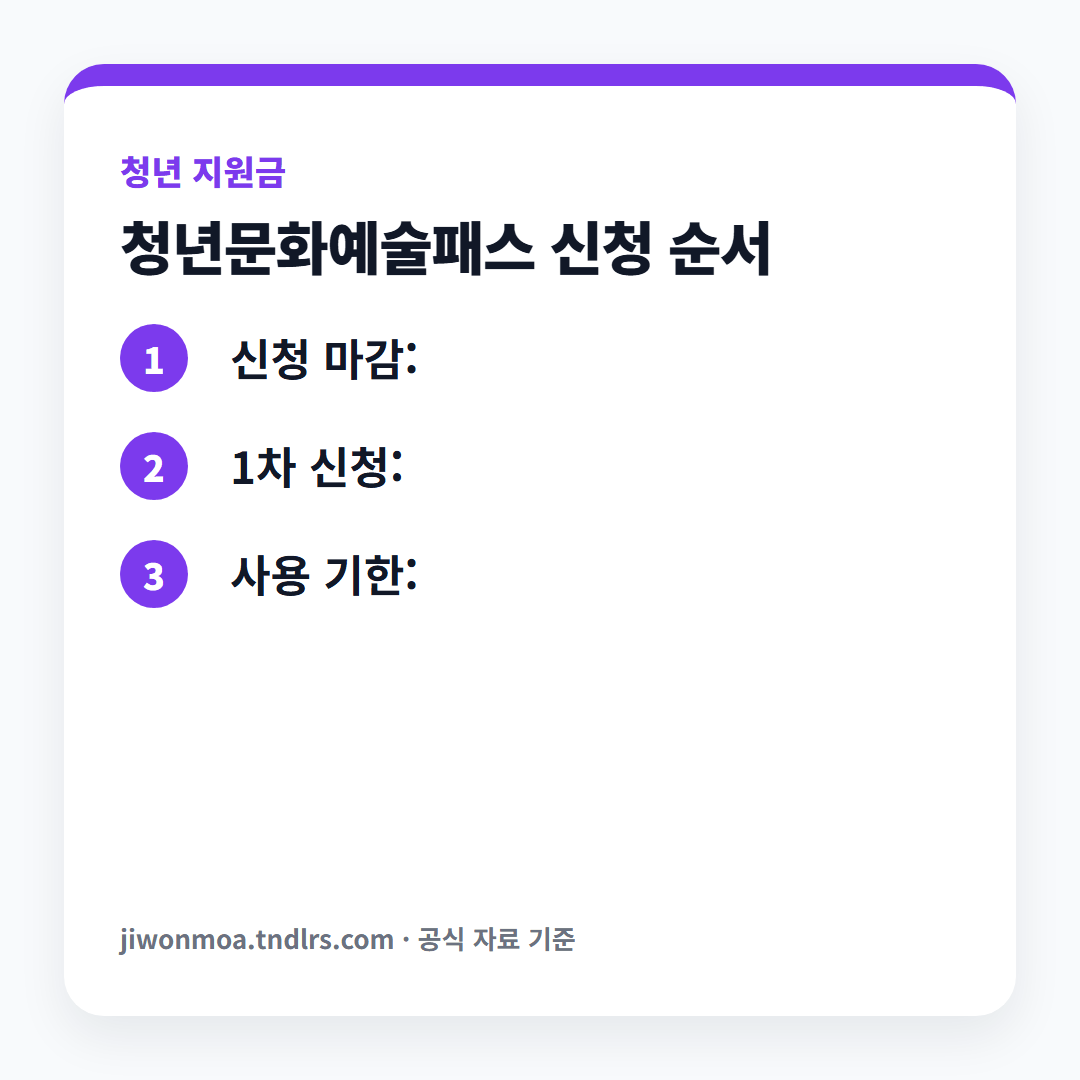 청년 지원금
청년문화예술패스 신청 순서
1 신청 마감:
2 1차 신청:
3 사용 기한:
jiwonmoa.tndlrs.com · 공식 자료 기준